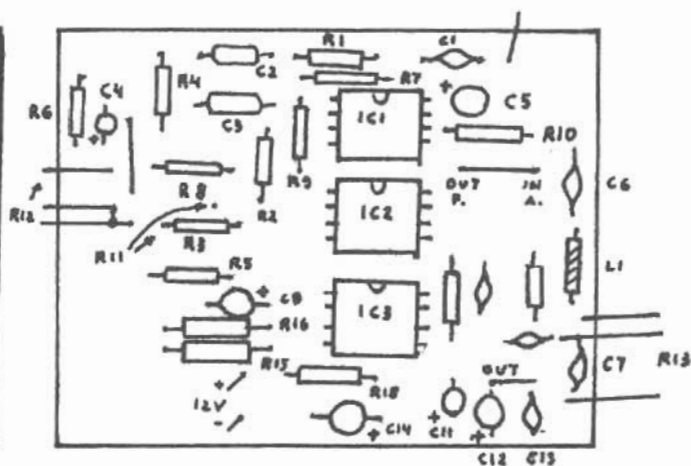 R1
C1
C2
R4
R7
C4
R6
C5
C3
IC1
R10
R9
R2
R8
OUT
P.
IN
A.
C6
R12
IC2
R3
R11
R5
L1
C9
IC3
R16
C7
R13
R15
OUT
R18
12V
C14
C11
C12
C13